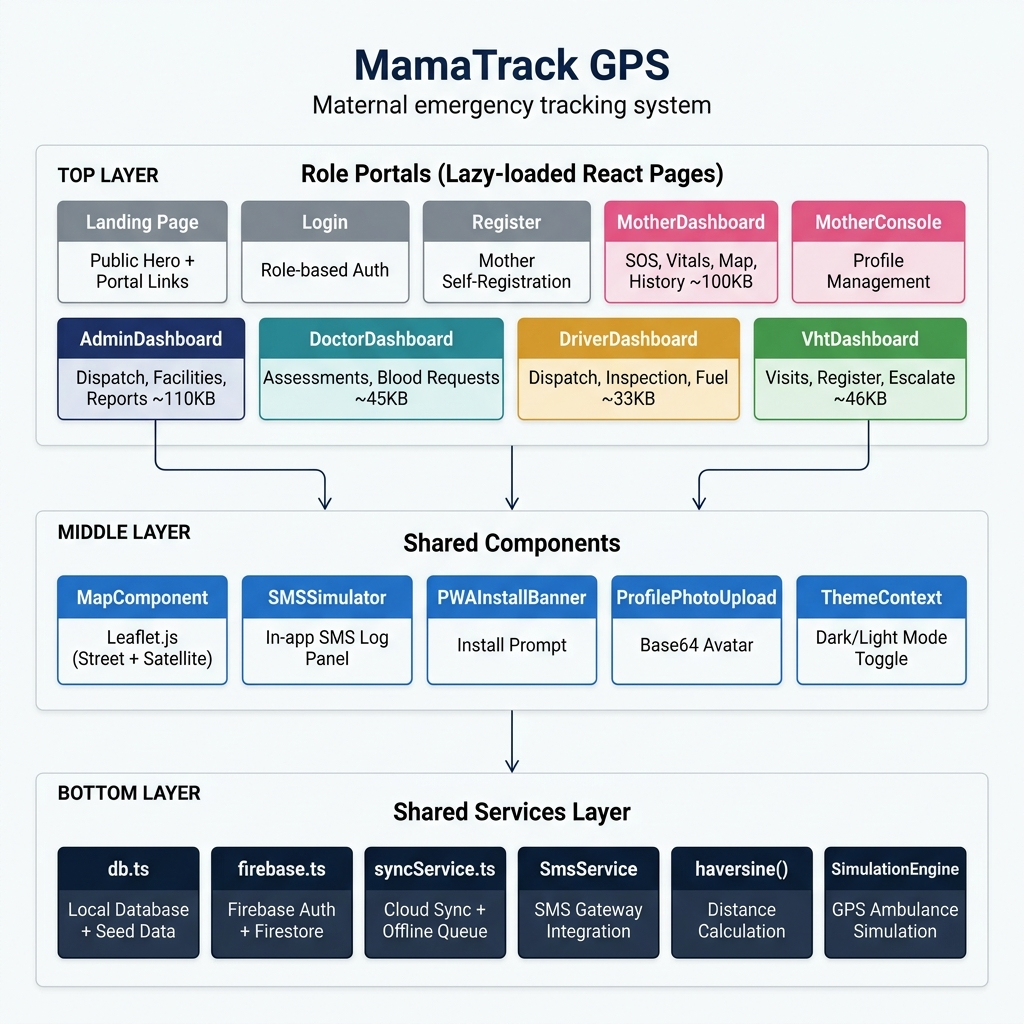 MamaTrack GPS
Maternal emergency tracking system
TOP LAYER
Role Portals (Lazy-loaded React Pages)
Landing Page
Public Hero +
Portal Links
Login
Role-based Auth
Register
Mother
Self-Registration
MotherDashboard
SOS, Vitals, Map,
History ~100KB
MotherConsole
Profile
Management
AdminDashboard
Dispatch, Facilities,
Reports ~110KB
DoctorDashboard
Assessments, Blood Requests
~45KB
DriverDashboard
Dispatch, Inspection, Fuel
~33KB
VhtDashboard
Visits, Register, Escalate
~46KB
MIDDLE LAYER
Shared Components
MapComponent
Leaflet.js
(Street + Satellite)
SMSSimulator
In-app SMS Log
Panel
PWAInstallBanner
Install Prompt
ProfilePhotoUpload
Base64 Avatar
ThemeContext
Dark/Light Mode
Toggle
BOTTOM LAYER
Shared Services Layer
db.ts
Local Database
+ Seed Data
firebase.ts
Firebase Auth
+ Firestore
syncService.ts
Cloud Sync +
Offline Queue
SmsService
SMS Gateway
Integration
haversine()
Distance
Calculation
SimulationEngine
GPS Ambulance
Simulation